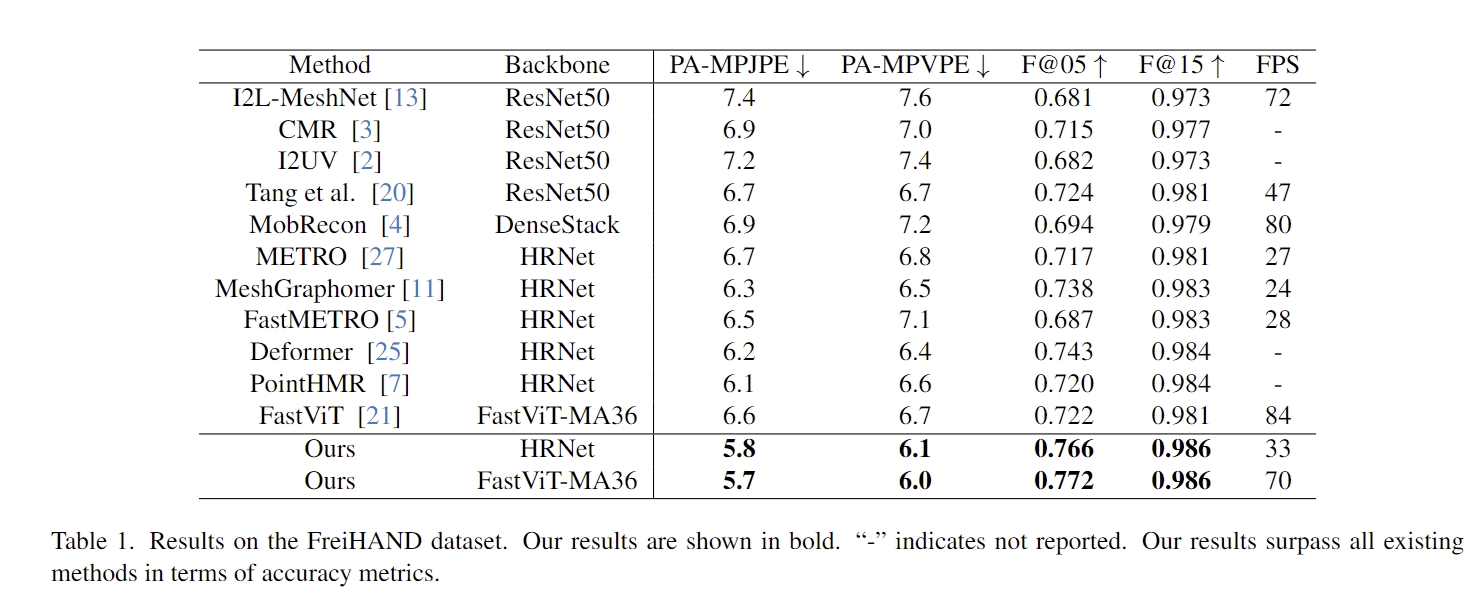 Method Backbone PA-MPJPE ↓ PA-MPVPE ↓ F@05 ↑ F@15 ↑ FPS
I2L-MeshNet [13] ResNet50 7.4 7.6 0.681 0.973 72
CMR [3] ResNet50 6.9 7.0 0.715 0.977 -
I2UV [2] ResNet50 7.2 7.4 0.682 0.973 -
Tang et al. [20] ResNet50 6.7 6.7 0.724 0.981 47
MobRecon [4] DenseStack 6.9 7.2 0.694 0.979 80
METRO [27] HRNet 6.7 6.8 0.717 0.981 27
MeshGraphomer [11] HRNet 6.3 6.5 0.738 0.983 24
FastMETRO [5] HRNet 6.5 7.1 0.687 0.983 28
Deformer [25] HRNet 6.2 6.4 0.743 0.984 -
PointHMR [7] HRNet 6.1 6.6 0.720 0.984 -
FastViT [21] FastViT-MA36 6.6 6.7 0.722 0.981 84
Ours HRNet 5.8 6.1 0.766 0.986 33
Ours FastViT-MA36 5.7 6.0 0.772 0.986 70
Table 1. Results on the FreiHAND dataset. Our results are shown in bold. “-” indicates not reported. Our results surpass all existing
methods in terms of accuracy metrics.